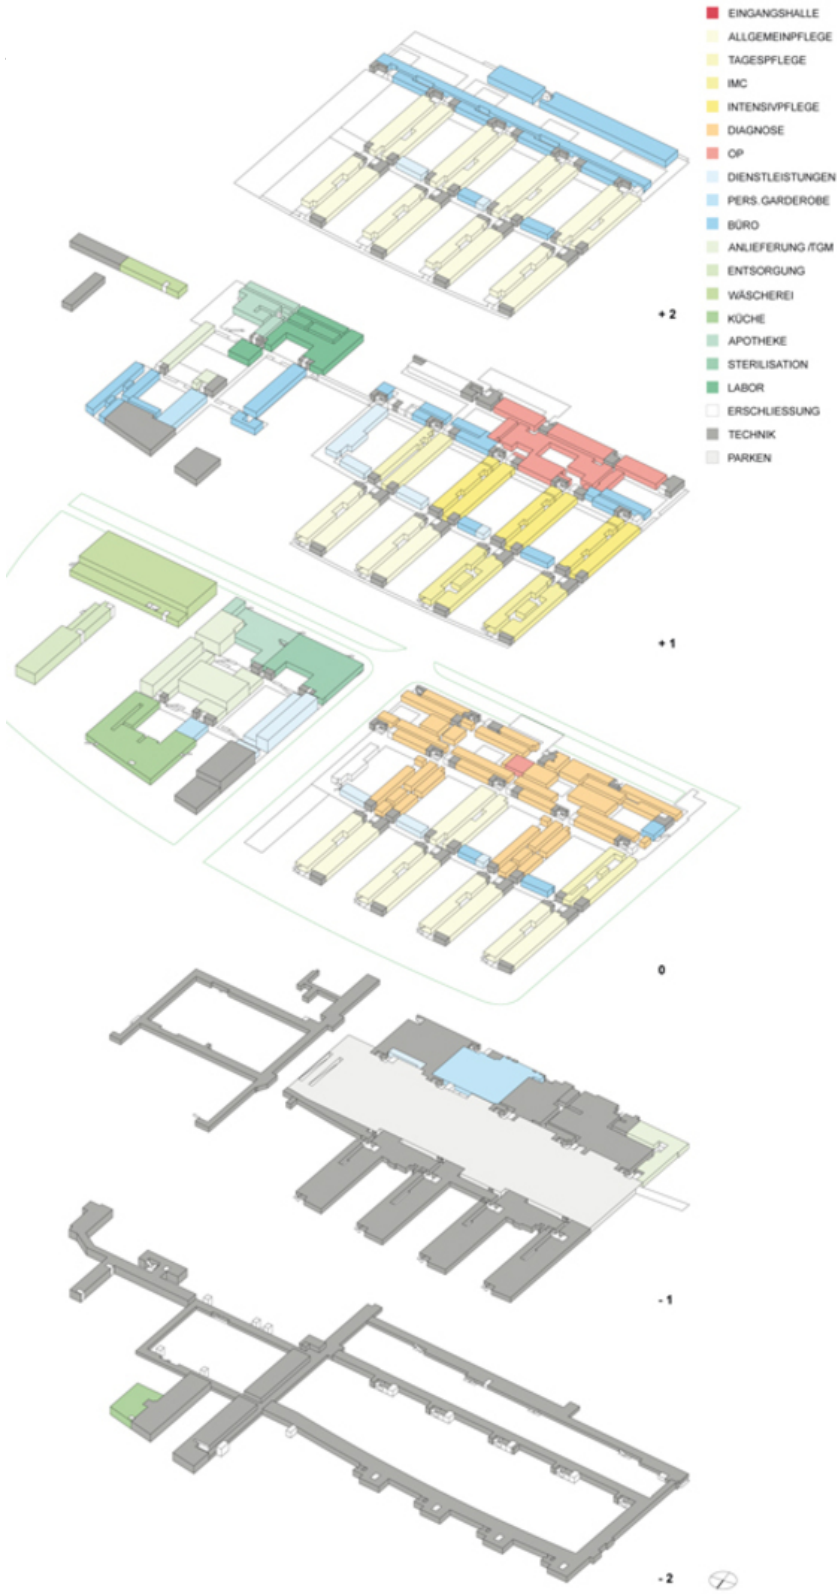 EINGANGSHALLE
ALLGEMEINPFLEGE
TAGESPFLEGE
IMC
INTENSIVPFLEGE
DIAGNOSE
OP
DIENSTLEISTUNGEN
PERS.GARDEROBE
BÜRO
ANLIEFERUNG /TGM
ENTSORGUNG
WÄSCHEREI
KÜCHE
APOTHEKE
STERILISATION
LABOR
ERSCHLIESSUNG
TECHNIK
PARKEN
+ 2
+ 1
0
- 1
- 2